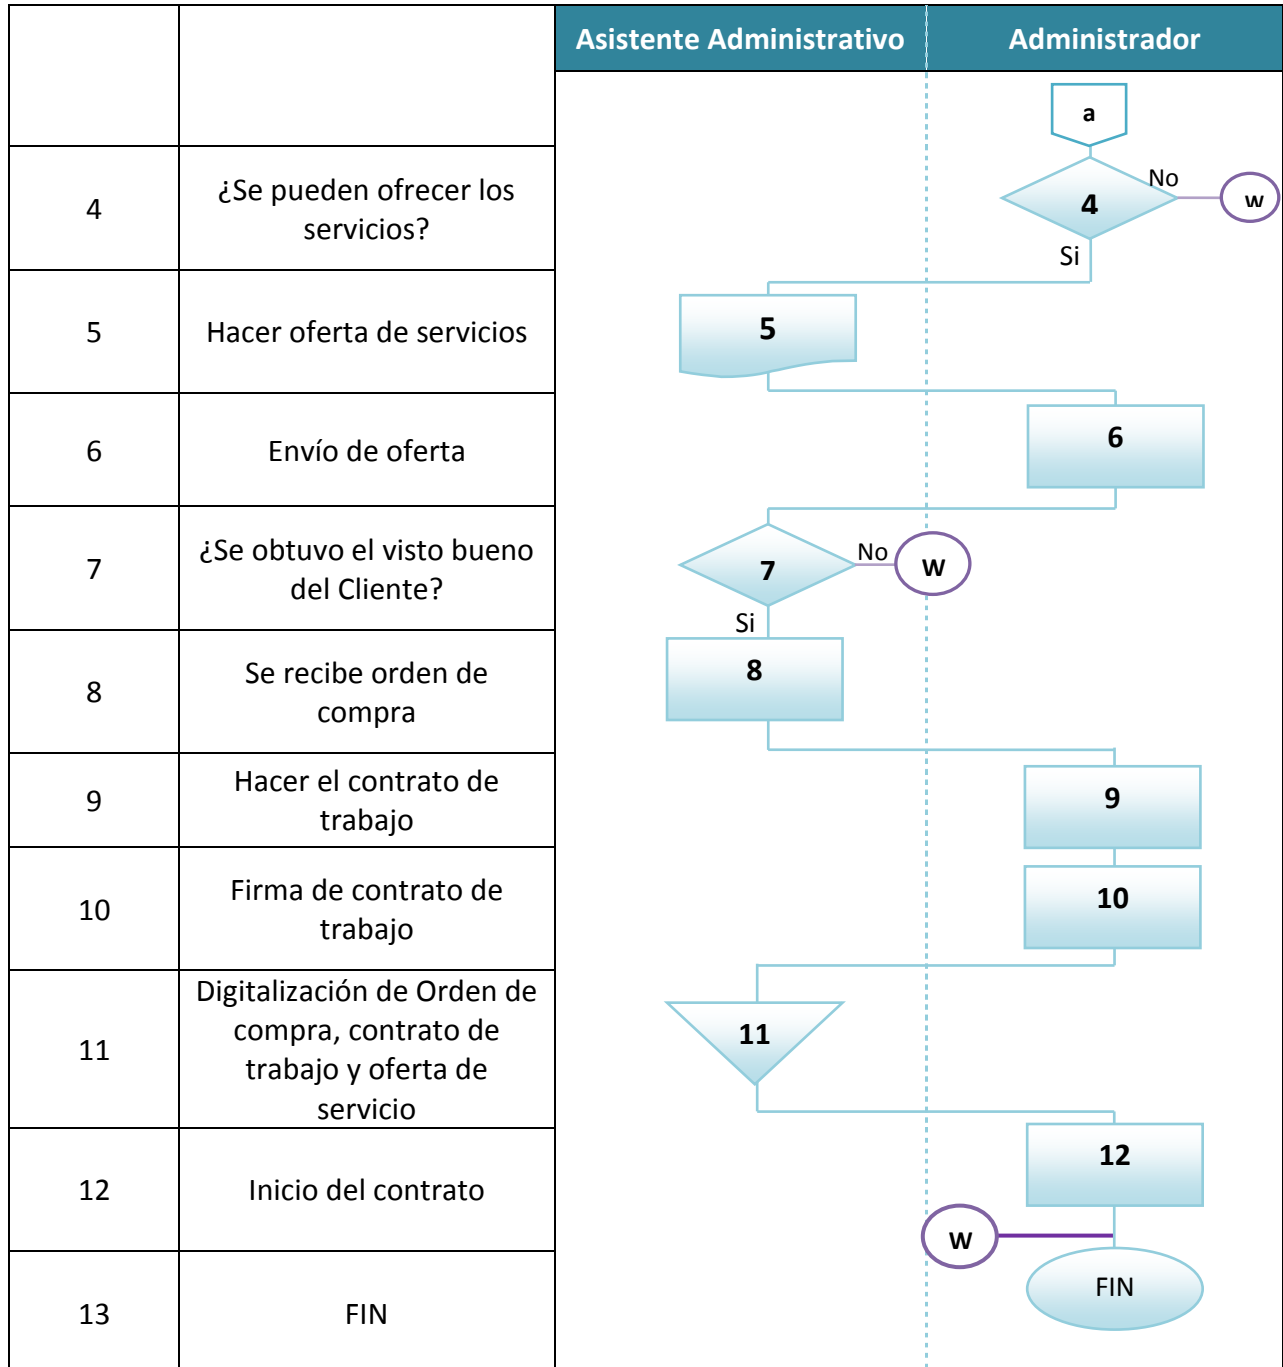 Asistente Administrativo
Administrador
a
4
¿Se pueden ofrecer los
servicios?
4
No
w
Si
5
Hacer oferta de servicios
5
6
Envío de oferta
6
7
¿Se obtuvo el visto bueno
del Cliente?
7
No
W
Si
8
Se recibe orden de
compra
8
9
Hacer el contrato de
trabajo
9
10
Firma de contrato de
trabajo
10
11
Digitalización de Orden de
compra, contrato de
trabajo y oferta de
servicio
11
12
Inicio del contrato
12
W
13
FIN
FIN